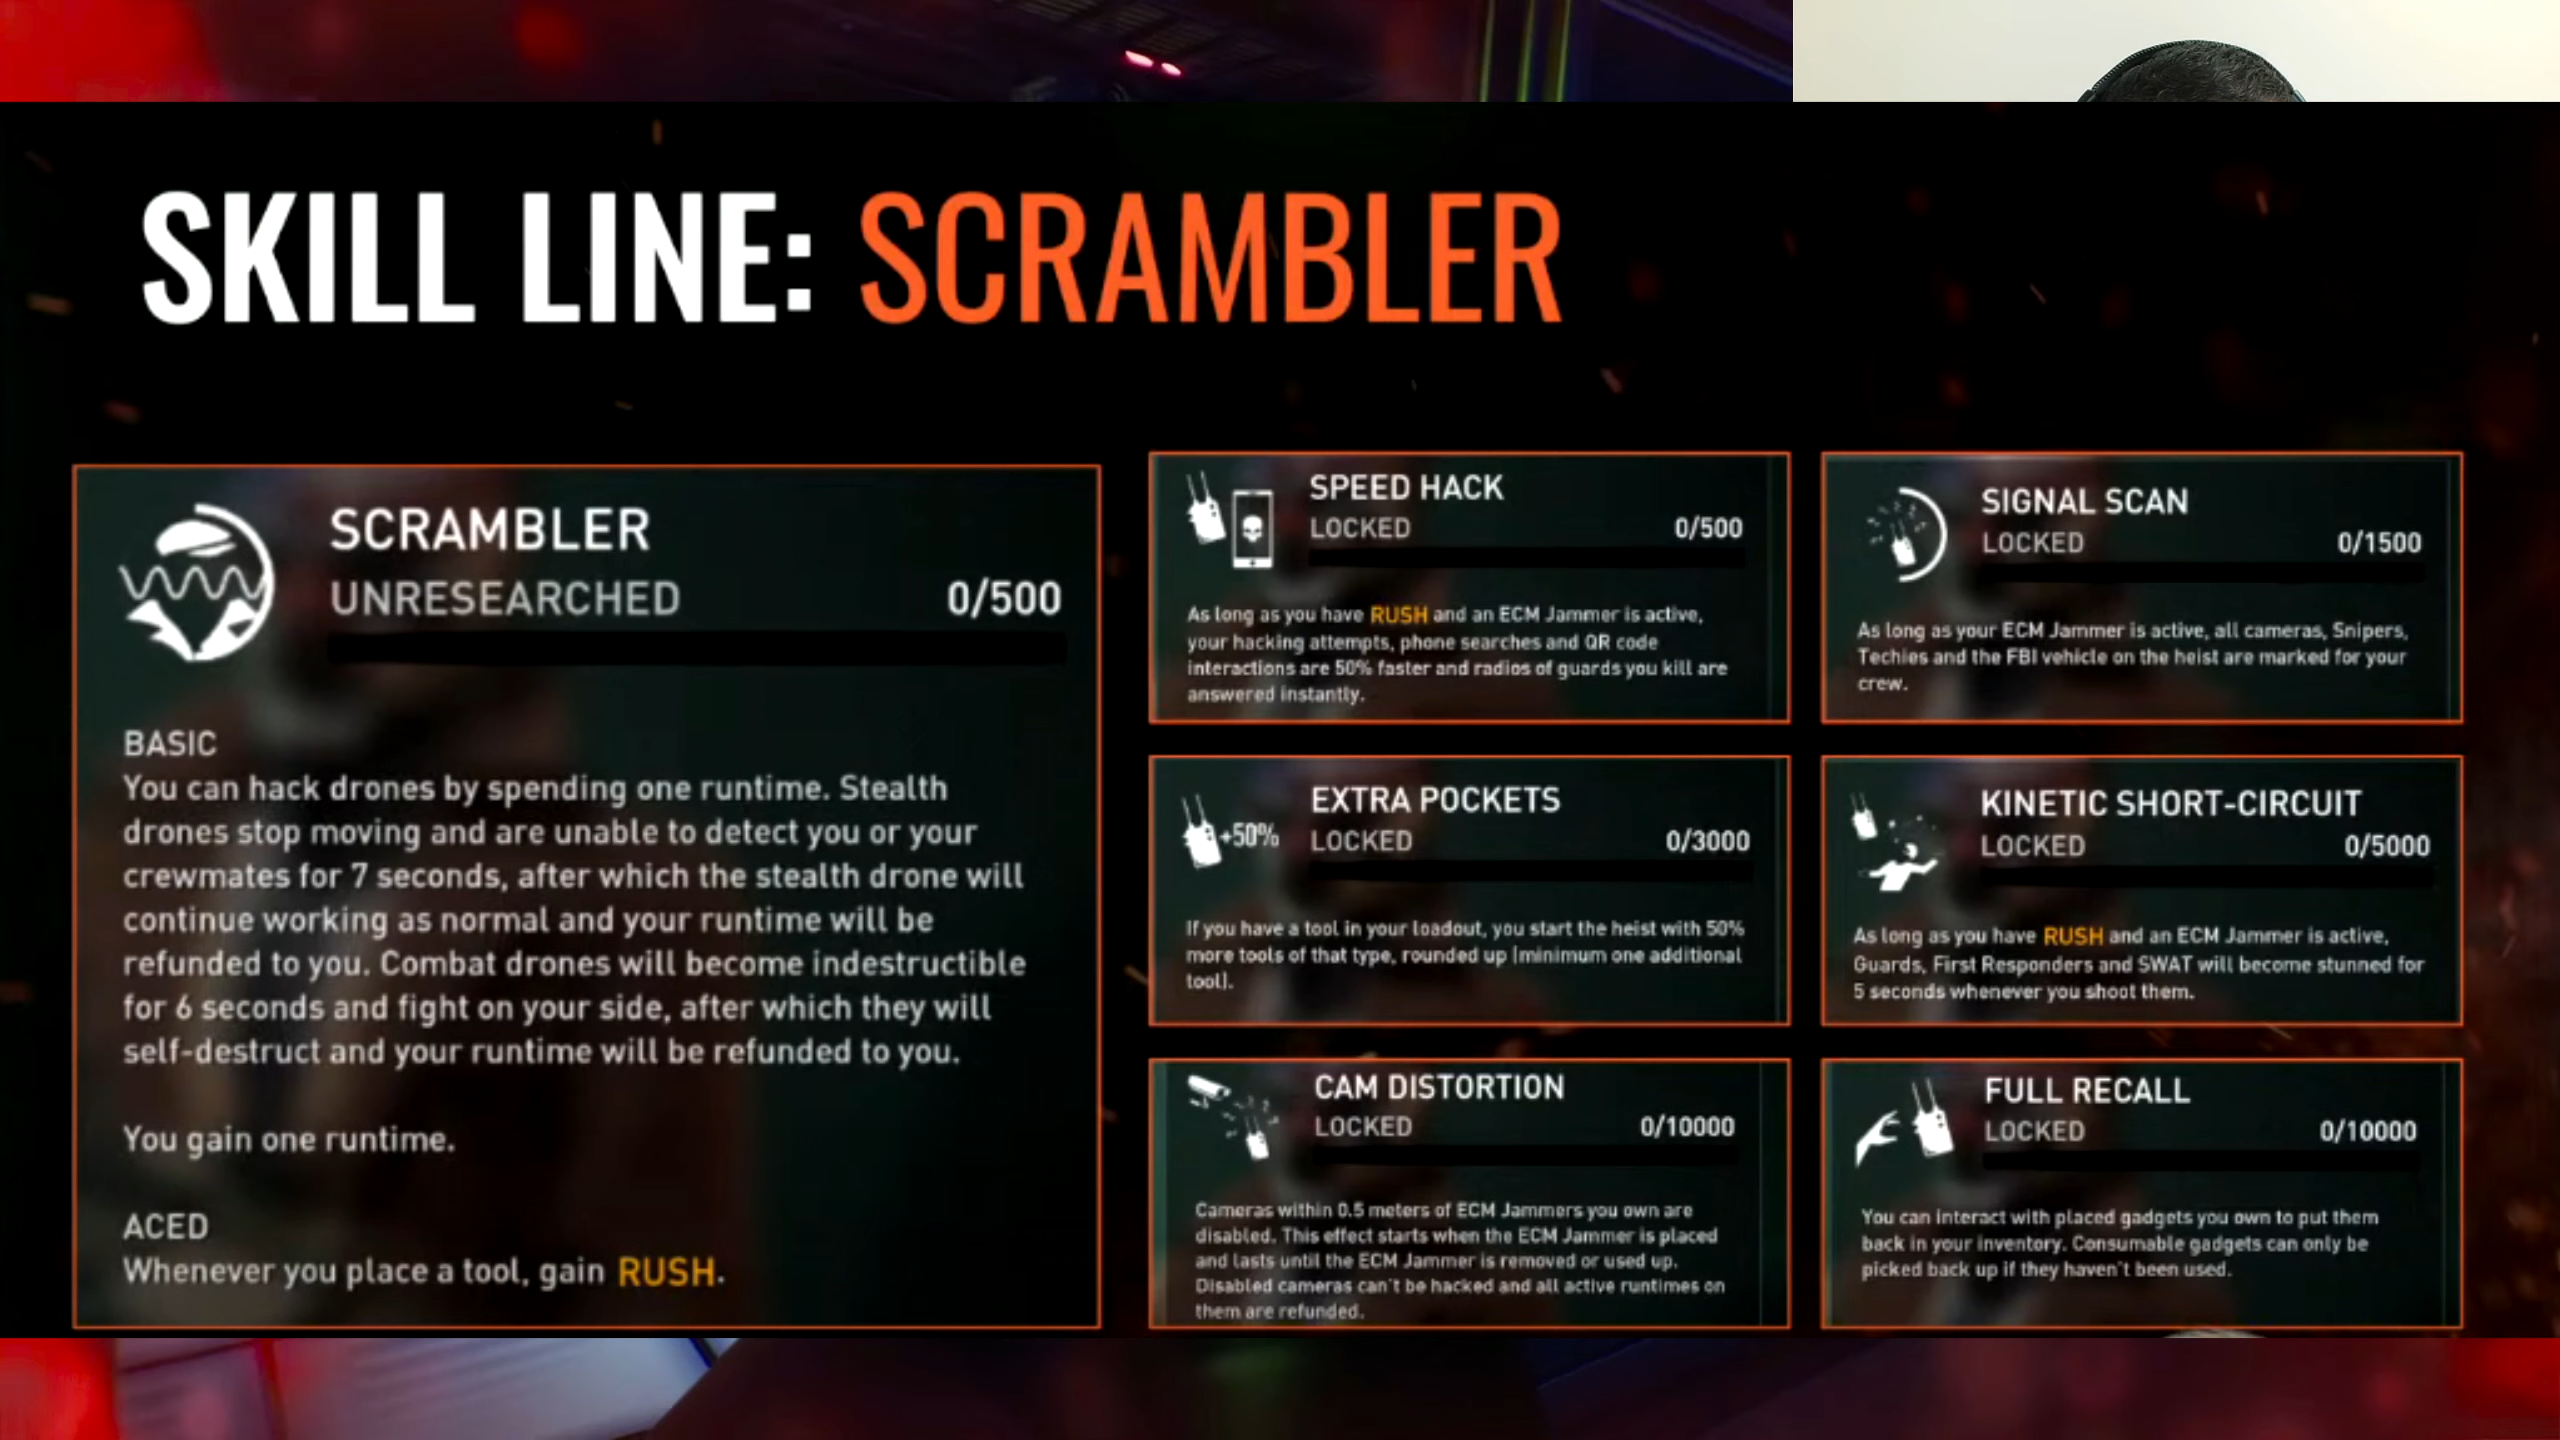 SKILL LINE: SCRAMBLER
SCRAMBLER
UNRESEARCHED 0/500
BASIC
You can hack drones by spending one runtime. Stealth
drones stop moving and are unable to detect you or your
crewmates for 7 seconds, after which the stealth drone will
continue working as normal and your runtime will be
refunded to you. Combat drones will become indestructible
for 6 seconds and fight on your side, after which they will
self-destruct and your runtime will be refunded to you.
You gain one runtime.
ACED
Whenever you place a tool, gain RUSH.
SPEED HACK
LOCKED 0/500
As long as you have RUSH and an ECM Jammer is active,
your hacking attempts, phone searches and QR code
interactions are 50% faster and radios of guards you kill are
answered instantly.
SIGNAL SCAN
LOCKED 0/1500
As long as your ECM Jammer is active, all cameras, Snipers,
Techies and the FBI vehicle on the heist are marked for your
crew.
+50%
EXTRA POCKETS
LOCKED 0/3000
If you have a tool in your loadout, you start the heist with 50%
more tools of that type, rounded up (minimum one additional
tool).
KINETIC SHORT-CIRCUIT
LOCKED 0/5000
As long as you have RUSH and an ECM Jammer is active,
Guards, First Responders and SWAT will become stunned for
5 seconds whenever you shoot them.
CAM DISTORTION
LOCKED 0/10000
Cameras within 0.5 meters of ECM Jammers you own are
disabled. This effect starts when the ECM Jammer is placed
and lasts until the ECM Jammer is removed or used up.
Disabled cameras can't be hacked and all active runtimes on
them are refunded.
FULL RECALL
LOCKED 0/10000
You can interact with placed gadgets you own to put them
back in your inventory. Consumable gadgets can only be
picked back up if they haven't been used.